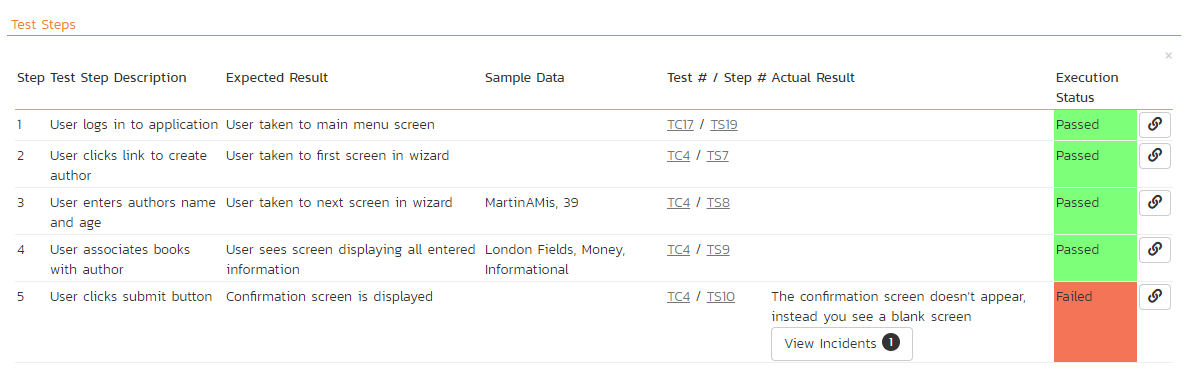 Test Steps
×
Step Test Step Description Expected Result Sample Data Test # / Step # Actual Result Execution
Status
1 User logs in to application User taken to main menu screen TC17 / TS19 Passed
2 User clicks link to create User taken to first screen in wizard TC4 / TS7 Passed
author
3 User enters authors name User taken to next screen in wizard MartinAMis, 39 TC4 / TS8 Passed
and age
4 User associates books User sees screen displaying all entered London Fields, Money, TC4 / TS9 Passed
with author information Informational
5 User clicks submit button Confirmation screen is displayed TC4 / TS10 The confirmation screen doesn't appear, Failed
instead you see a blank screen
View Incidents 1